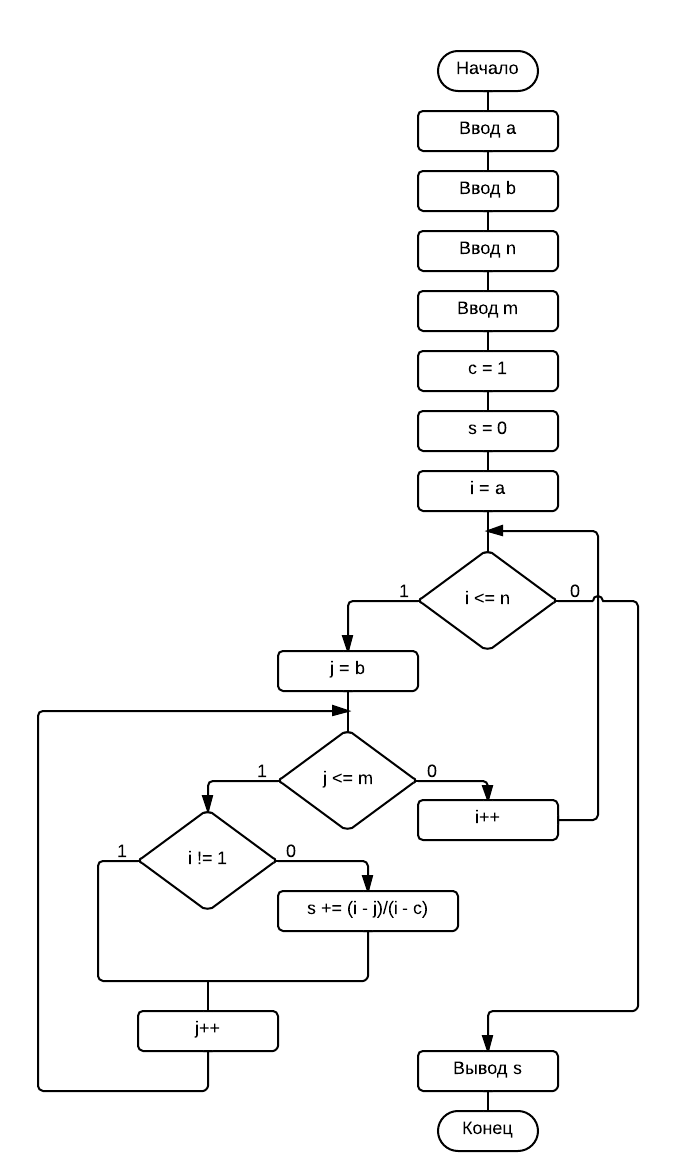 Начало
Ввод a
Ввод b
Ввод n
Ввод m
c = 1
s = 0
i = a
i <= n
1
0
j = b
j <= m
1
0
i++
i != 1
1
0
s += (i - j)/(i - c)
j++
Вывод s
Конец